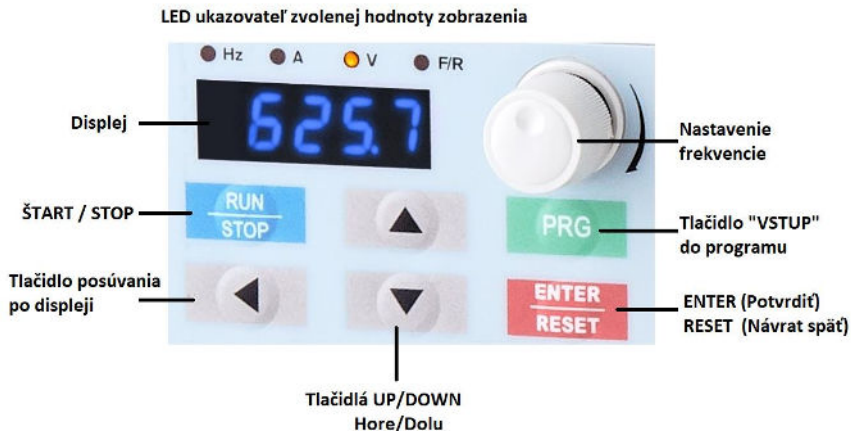 LED ukazovateľ zvolenej hodnoty zobrazenia
Hz A V F/R
Displej
625.7
Nastavenie
frekvencie
ŠTART / STOP
RUN
STOP
PRG
Tlačidlo "VSTUP"
do programu
Tlačidlo posúvania
po displeji
ENTER
RESET
ENTER (Potvrdiť)
RESET (Návrat späť)
Tlačidlá UP/DOWN
Hore/Dolu